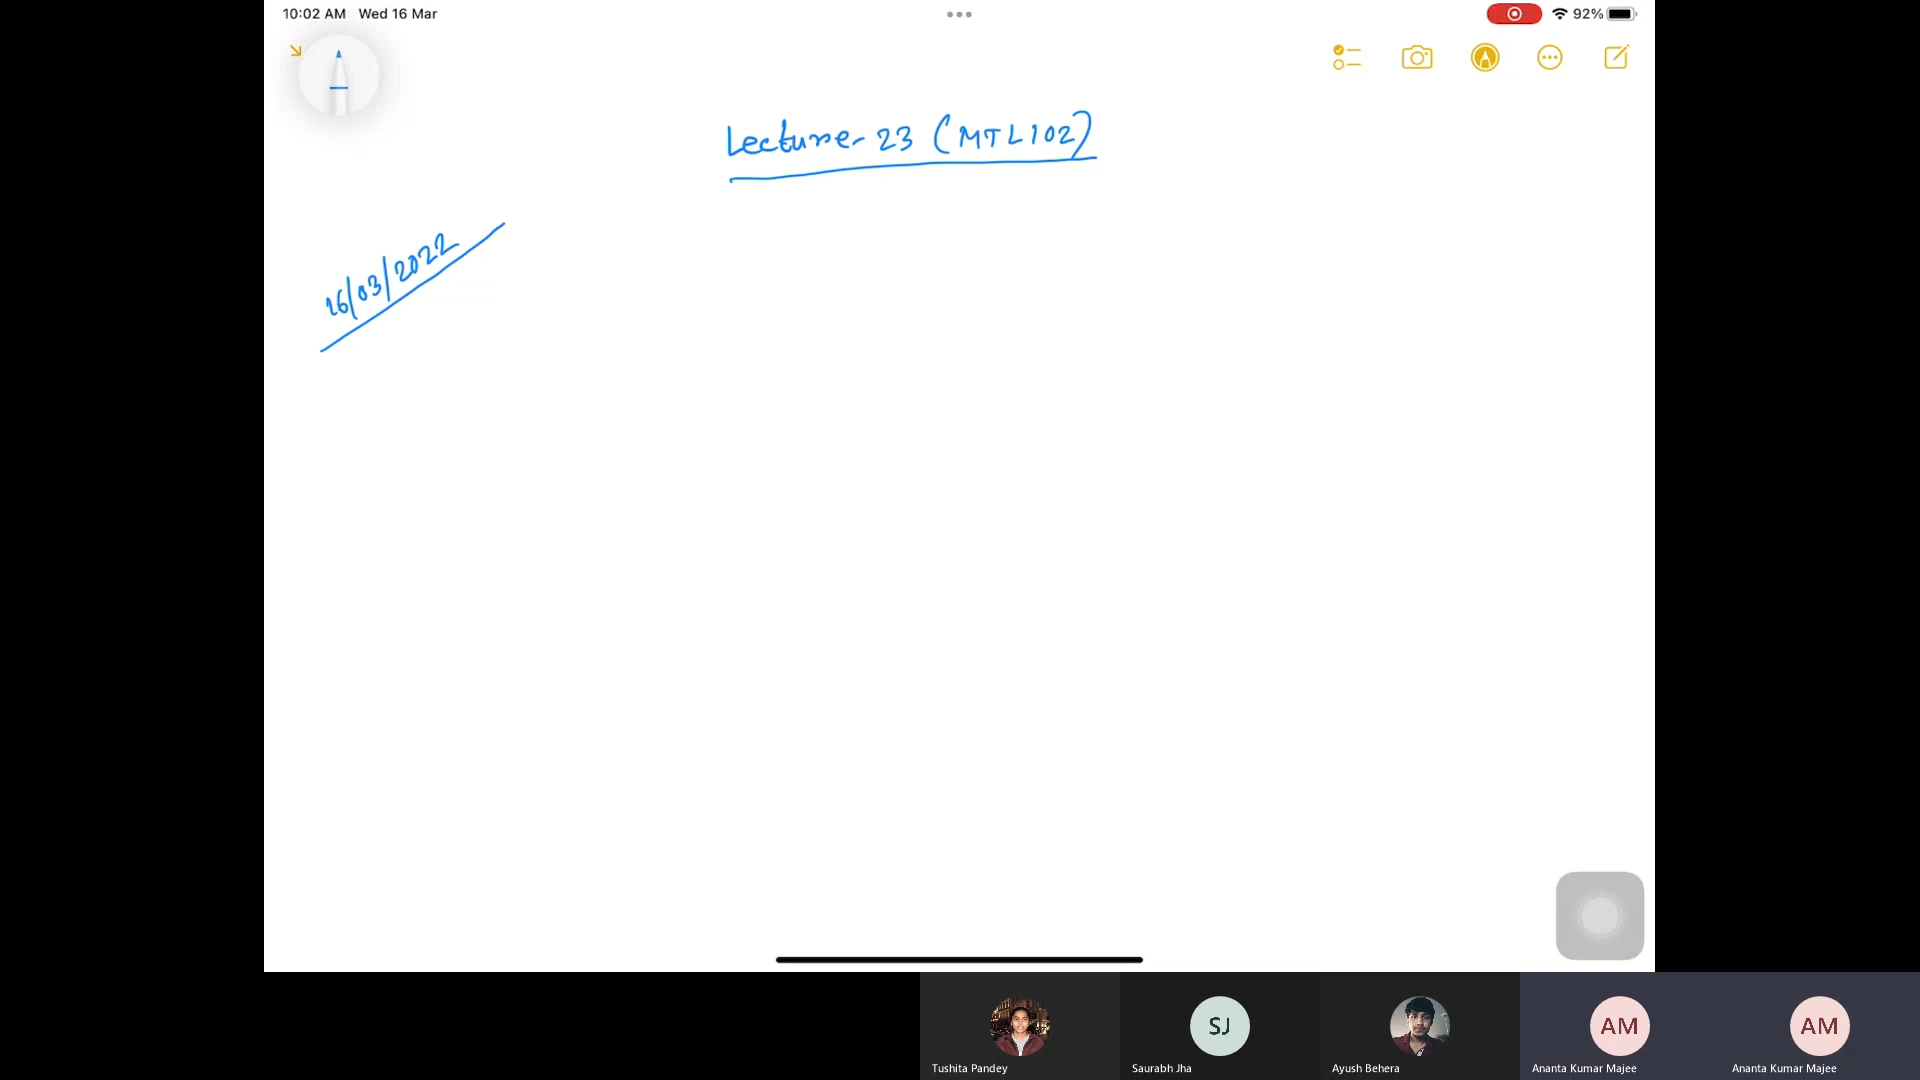 10:02 AM Wed 16 Mar
92%
Lecture-23 (MTL102)
16/03/2022
SJ
AM
AM
Tushita Pandey
Saurabh Jha
Ayush Behera
Ananta Kumar Majee
Ananta Kumar Majee